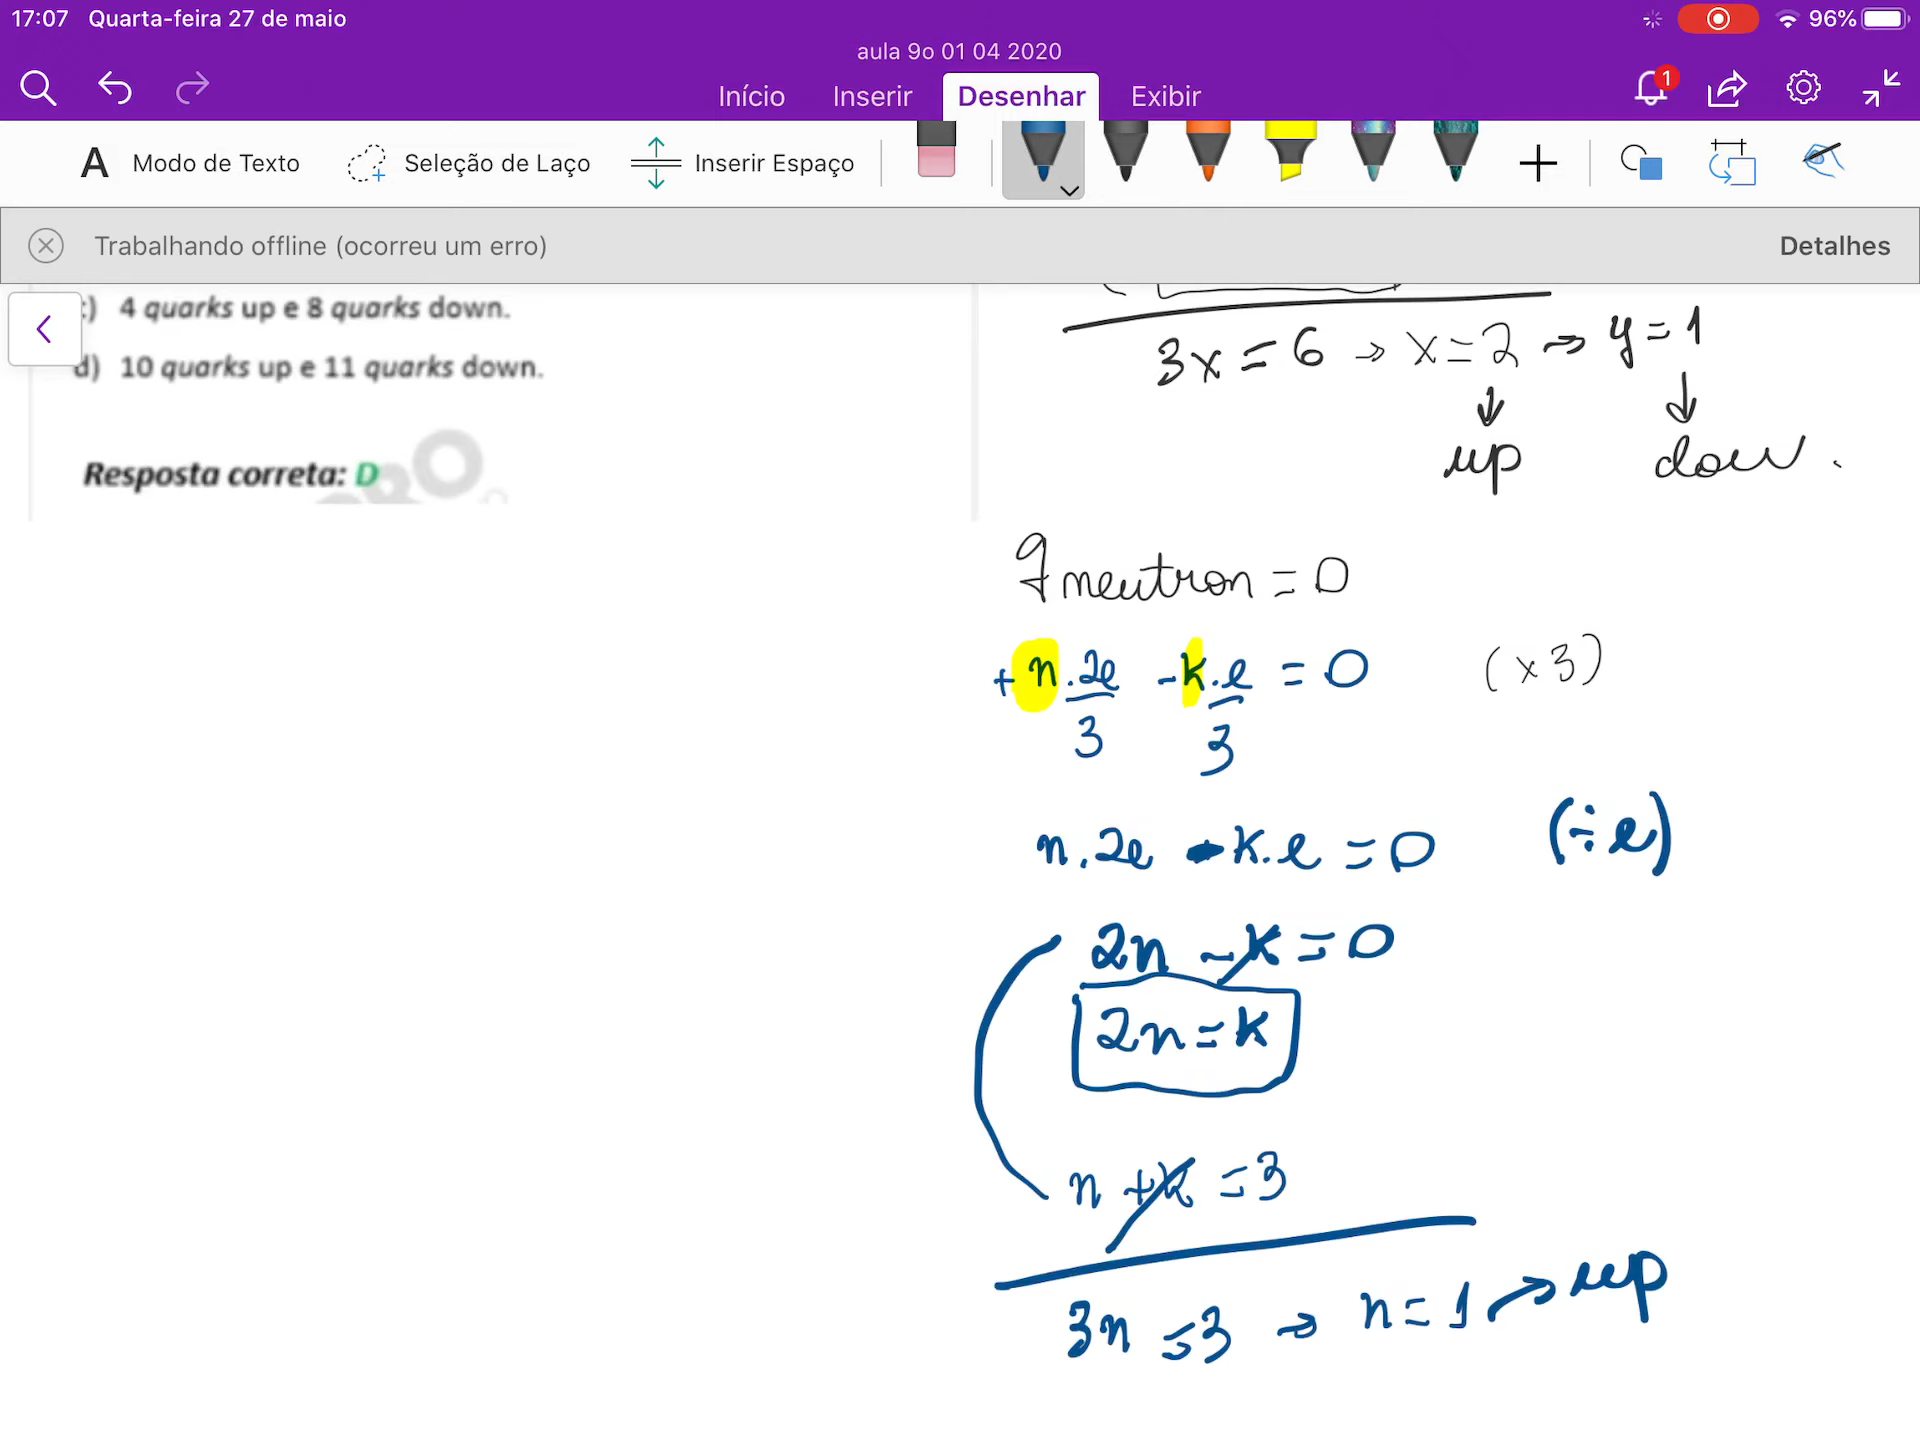 17:07 Quarta-feira 27 de maio
96%
aula 9o 01 04 2020
Início Inserir Desenhar Exibir
1
A Modo de Texto Seleção de Laço Inserir Espaço
Trabalhando offline (ocorreu um erro) Detalhes
) 4 quarks up e 8 quarks down.
d) 10 quarks up e 11 quarks down.
Resposta correta: D
3x = 6 → x = 2 → y = 1
↓ ↓
up dow.
q neutron = 0
+ n . 2e/3 - k . e/3 = 0 (x 3)
n . 2e - k . e = 0 (÷ e)
2n - k = 0
2n = k
n + k = 3
3n = 3 → n = 1 → up